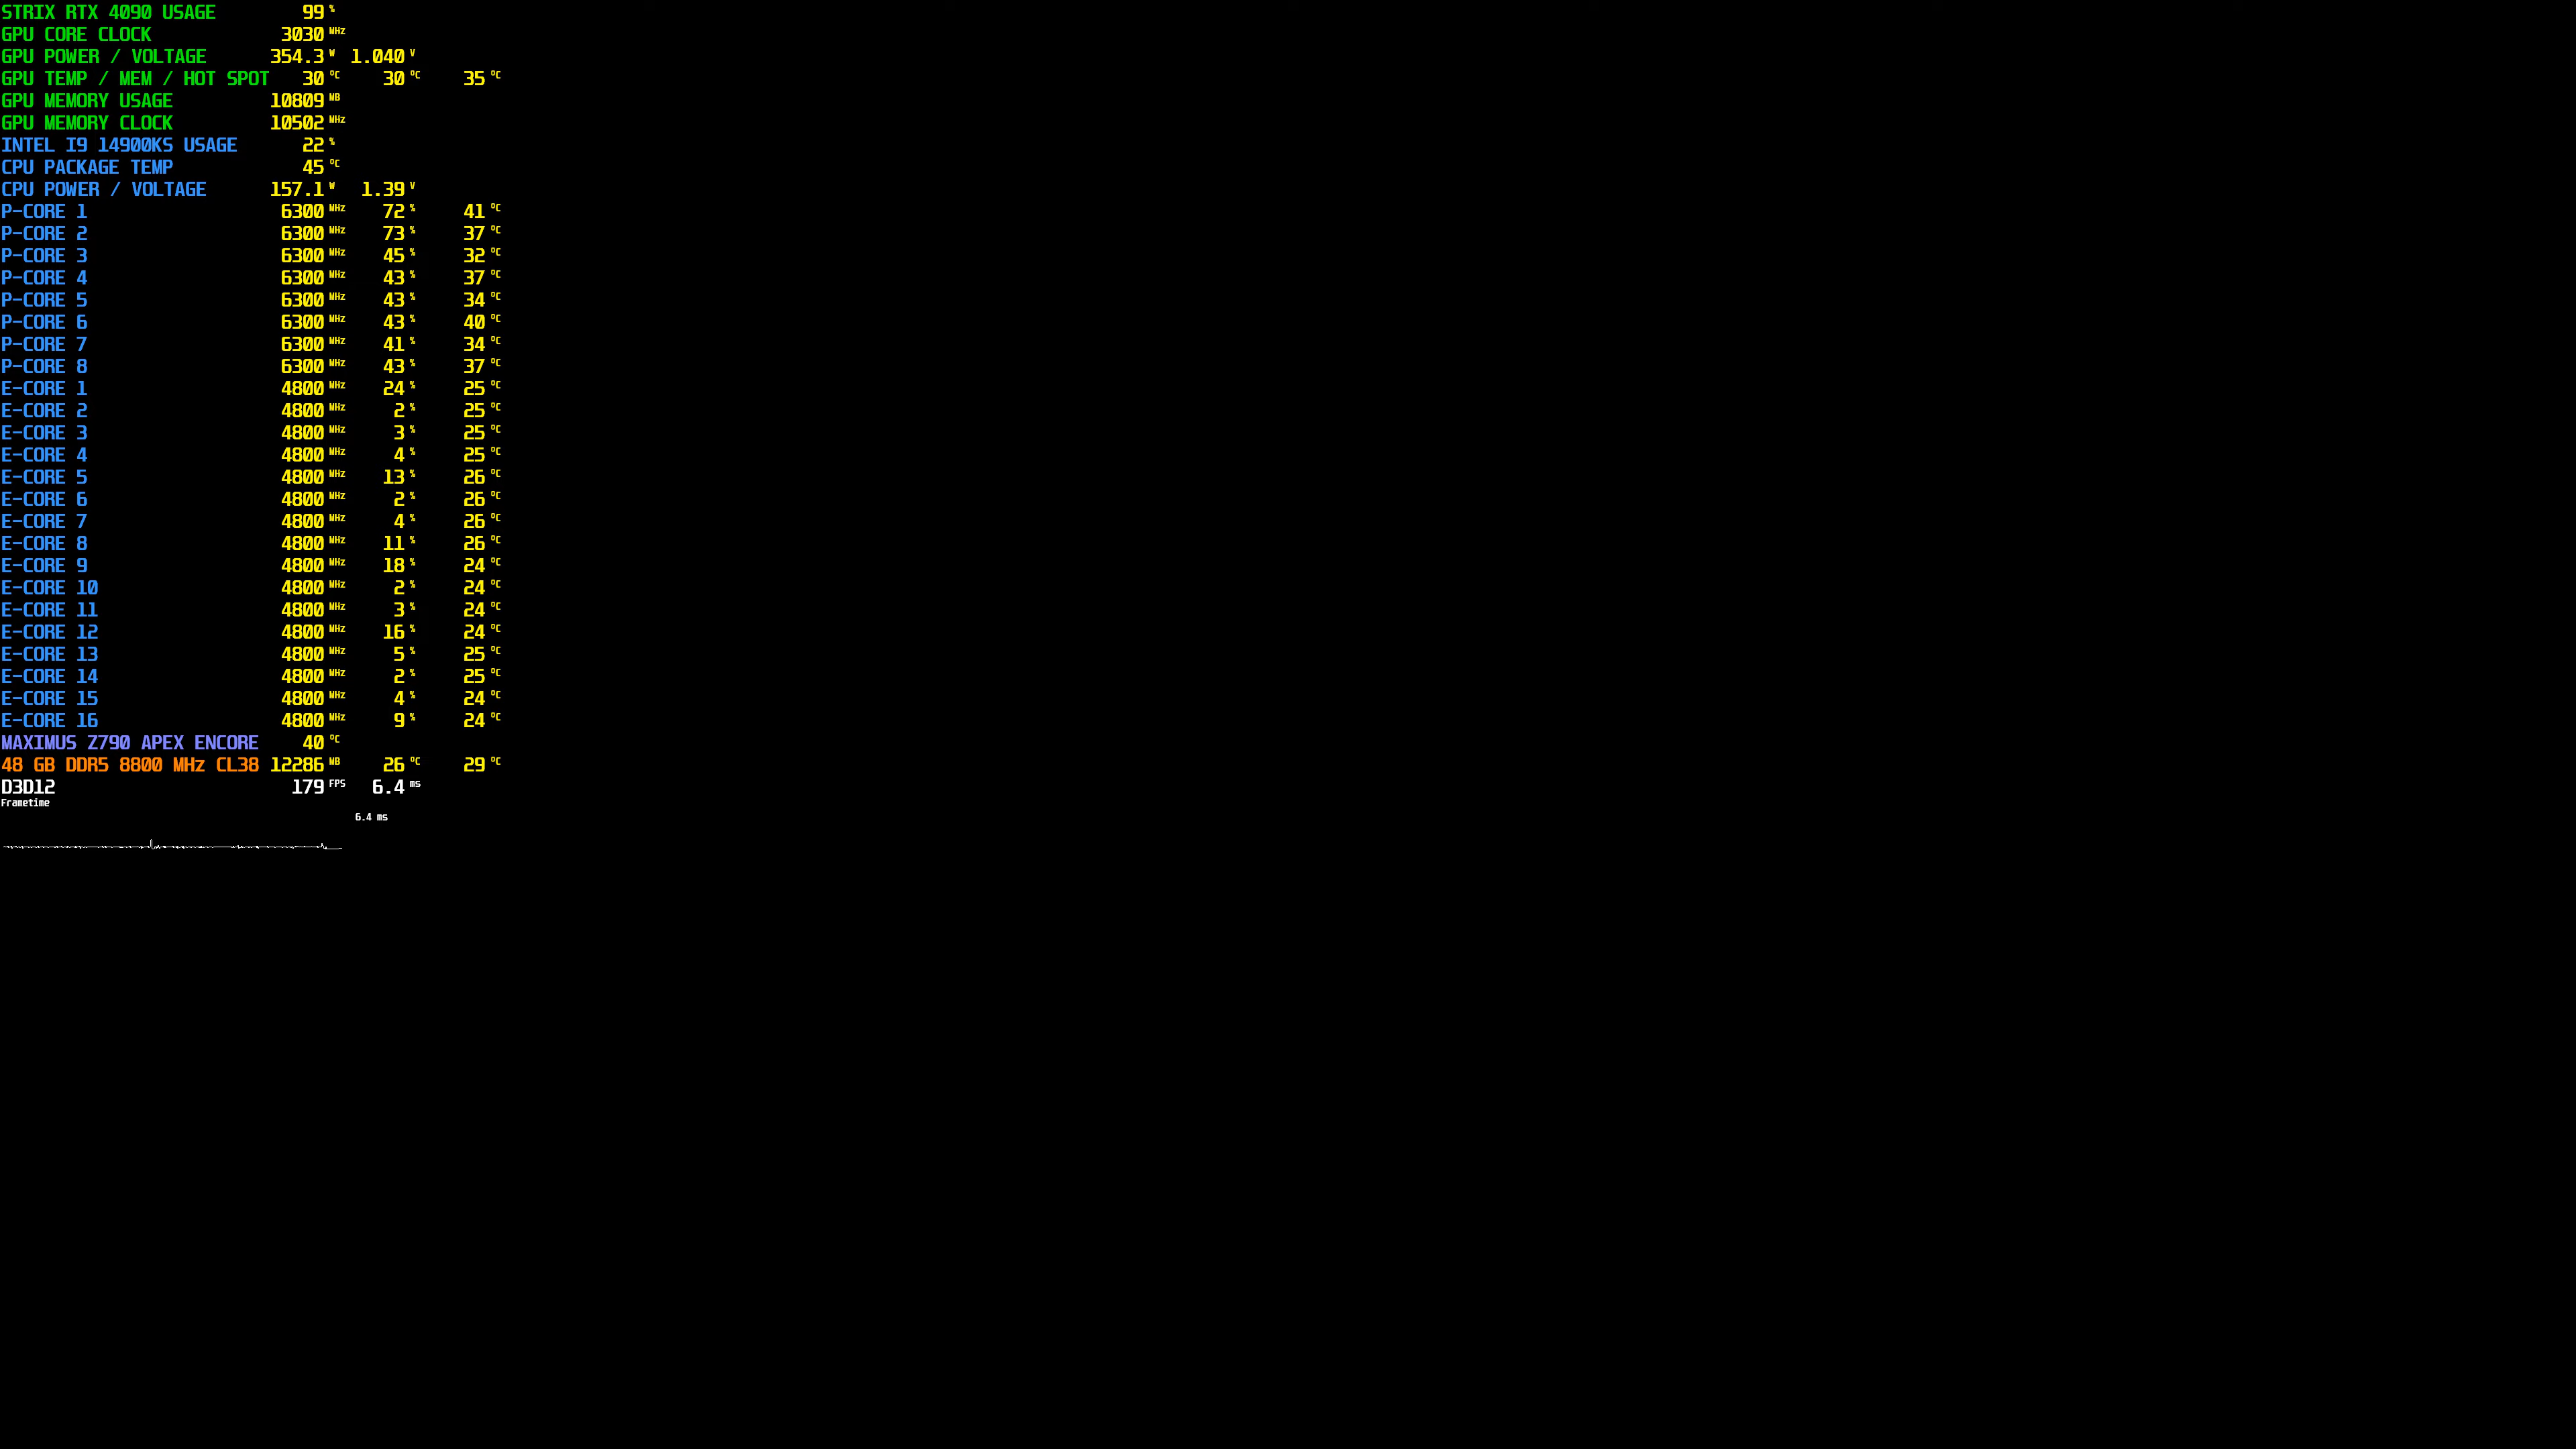 STRIX RTX 4090 USAGE 99 %
GPU CORE CLOCK 3030 MHz
GPU POWER / VOLTAGE 354.3 W 1.040 V
GPU TEMP / MEM / HOT SPOT 30 °C 30 °C 35 °C
GPU MEMORY USAGE 10809 MB
GPU MEMORY CLOCK 10502 MHz
INTEL I9 14900KS USAGE 22 %
CPU PACKAGE TEMP 45 °C
CPU POWER / VOLTAGE 157.1 W 1.39 V
P-CORE 1 6300 MHz 72 % 41 °C
P-CORE 2 6300 MHz 73 % 37 °C
P-CORE 3 6300 MHz 45 % 32 °C
P-CORE 4 6300 MHz 43 % 37 °C
P-CORE 5 6300 MHz 43 % 34 °C
P-CORE 6 6300 MHz 43 % 40 °C
P-CORE 7 6300 MHz 41 % 34 °C
P-CORE 8 6300 MHz 43 % 37 °C
E-CORE 1 4800 MHz 24 % 25 °C
E-CORE 2 4800 MHz 2 % 25 °C
E-CORE 3 4800 MHz 3 % 25 °C
E-CORE 4 4800 MHz 4 % 25 °C
E-CORE 5 4800 MHz 13 % 26 °C
E-CORE 6 4800 MHz 2 % 26 °C
E-CORE 7 4800 MHz 4 % 26 °C
E-CORE 8 4800 MHz 11 % 26 °C
E-CORE 9 4800 MHz 18 % 24 °C
E-CORE 10 4800 MHz 2 % 24 °C
E-CORE 11 4800 MHz 3 % 24 °C
E-CORE 12 4800 MHz 16 % 24 °C
E-CORE 13 4800 MHz 5 % 25 °C
E-CORE 14 4800 MHz 2 % 25 °C
E-CORE 15 4800 MHz 4 % 24 °C
E-CORE 16 4800 MHz 9 % 24 °C
MAXIMUS Z790 APEX ENCORE 40 °C
48 GB DDR5 8800 MHz CL38 12286 MB 26 °C 29 °C
D3D12 179 FPS 6.4 ms
Frametime
6.4 ms